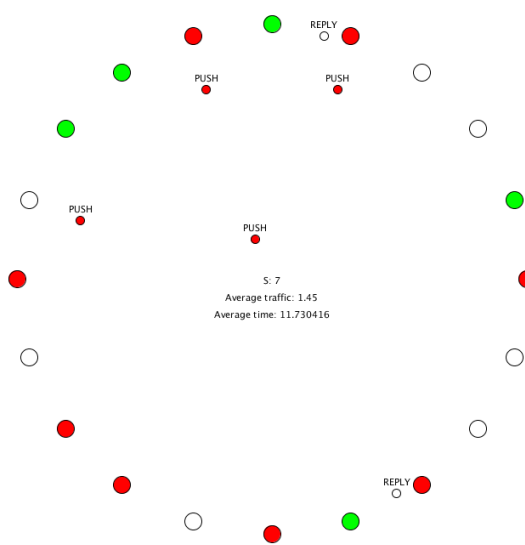 REPLY
PUSH
PUSH
PUSH
PUSH
S: 7
Average traffic: 1.45
Average time: 11.730416
REPLY